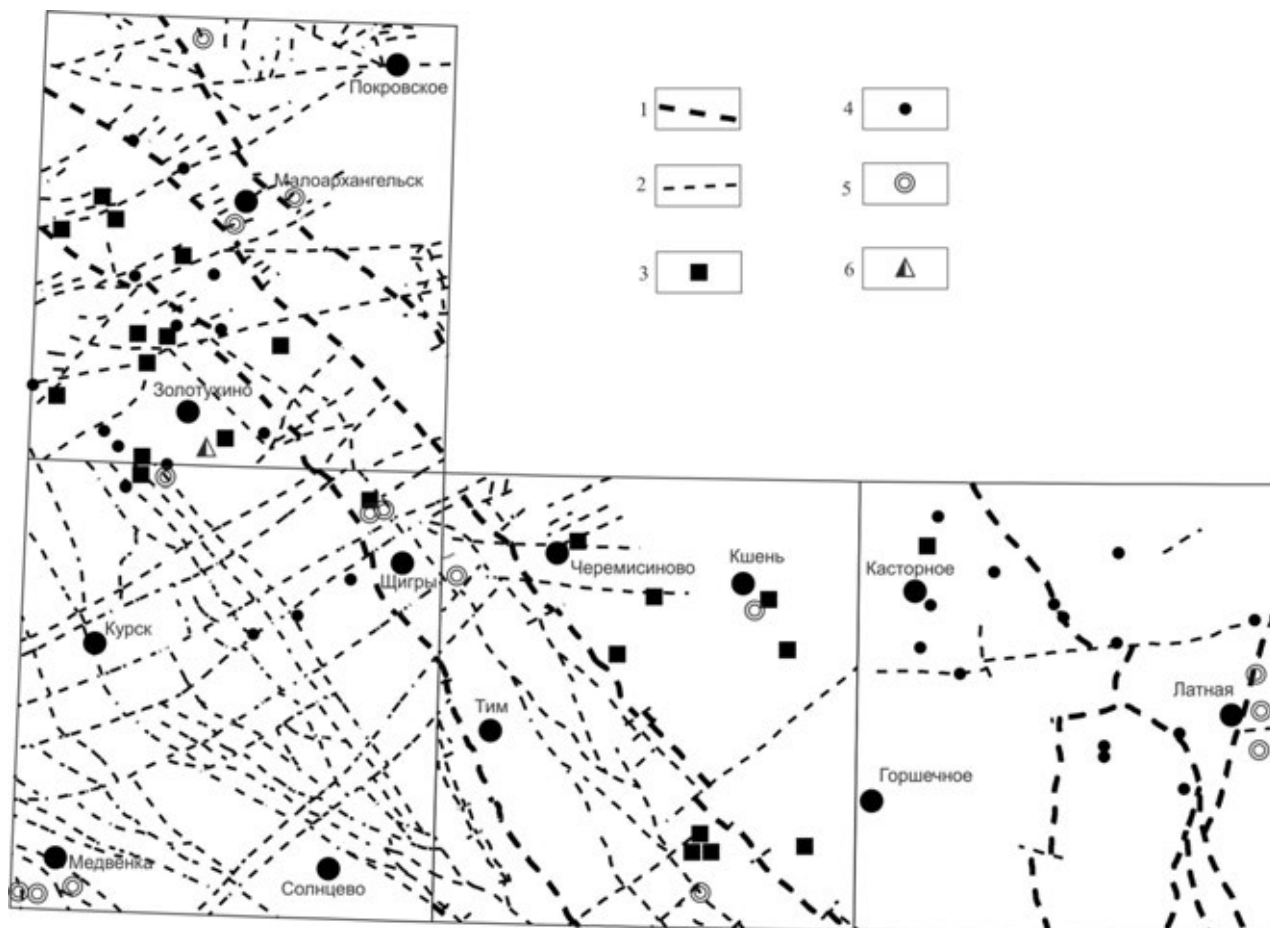 Покровское
1
4
2
5
Малоархангельск
3
6
Золотухино
Щигры
Черемисиново
Кшень
Касторное
Курск
Тим
Латная
Горшечное
Медвенка
Солнцево